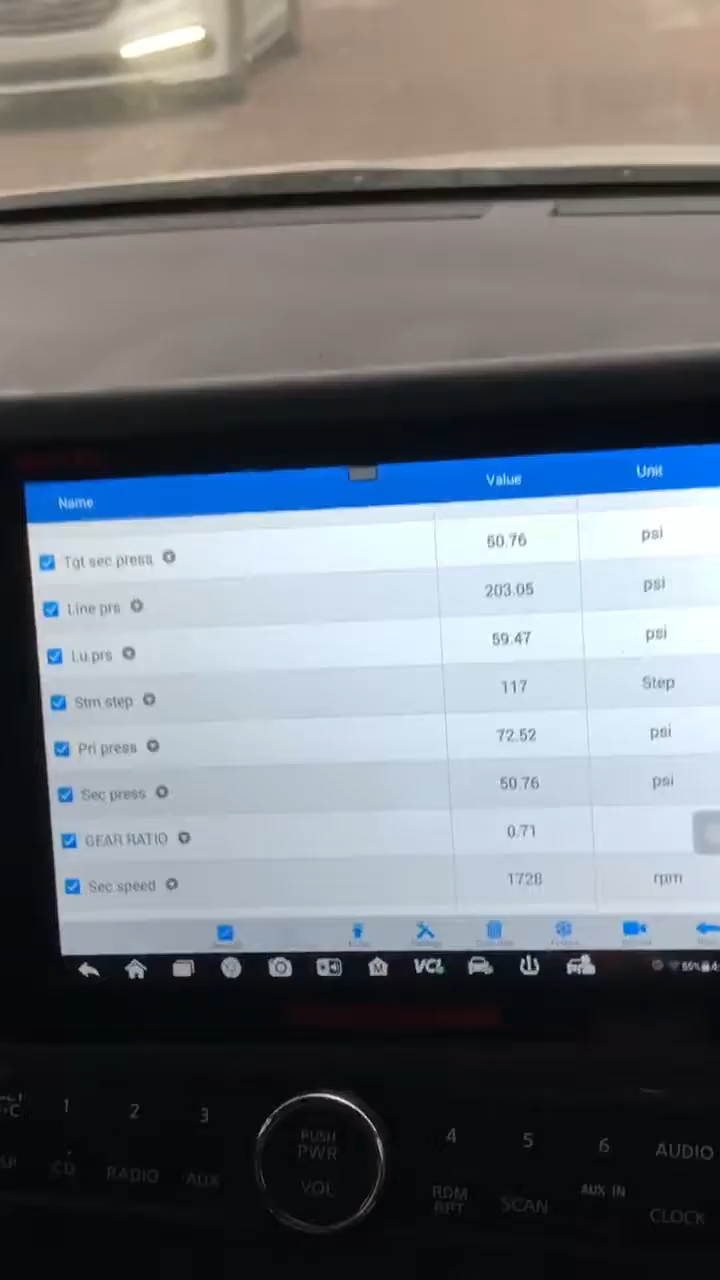 Name Value Unit
Tgt sec press 50.76 psi
Line prs 203.05 psi
Lu prs 59.47 psi
Stm step 117 Step
Pri press 72.52 psi
Sec press 50.76 psi
GEAR RATIO 0.71
Sec.speed 1728 rpm
M VCI
1 2 3 PUSH PWR 4 5 6 AUDIO
CD RADIO AUX VOL RDM RPT SCAN AUX IN CLOCK